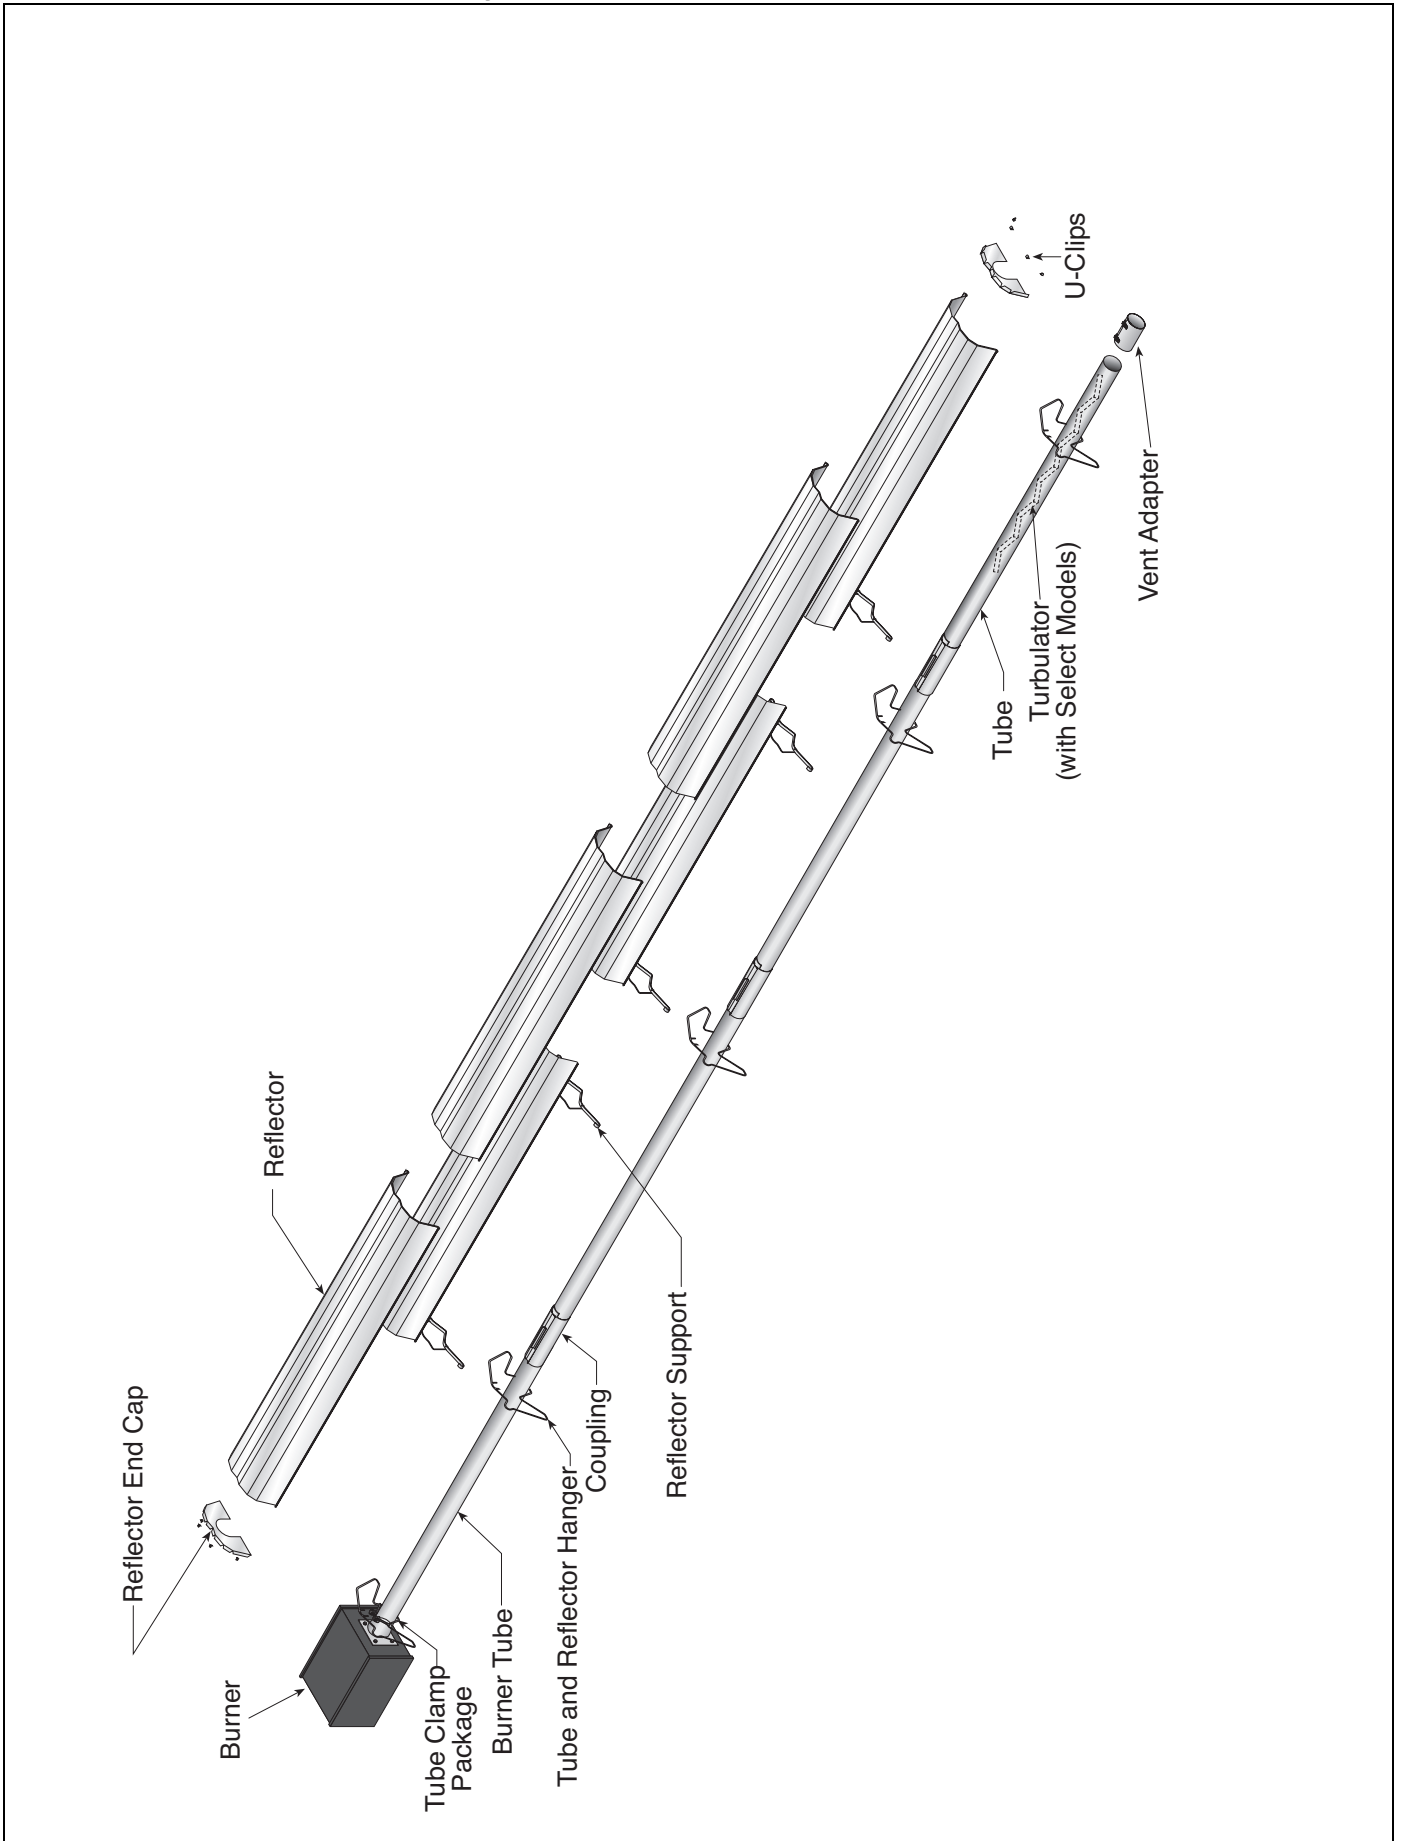 Reflector End Cap
Reflector
U-Clips
Burner
Tube Clamp
Package
Burner Tube
Tube and Reflector Hanger
Coupling
Reflector Support
Tube
Turbulator
(with Select Models)
Vent Adapter